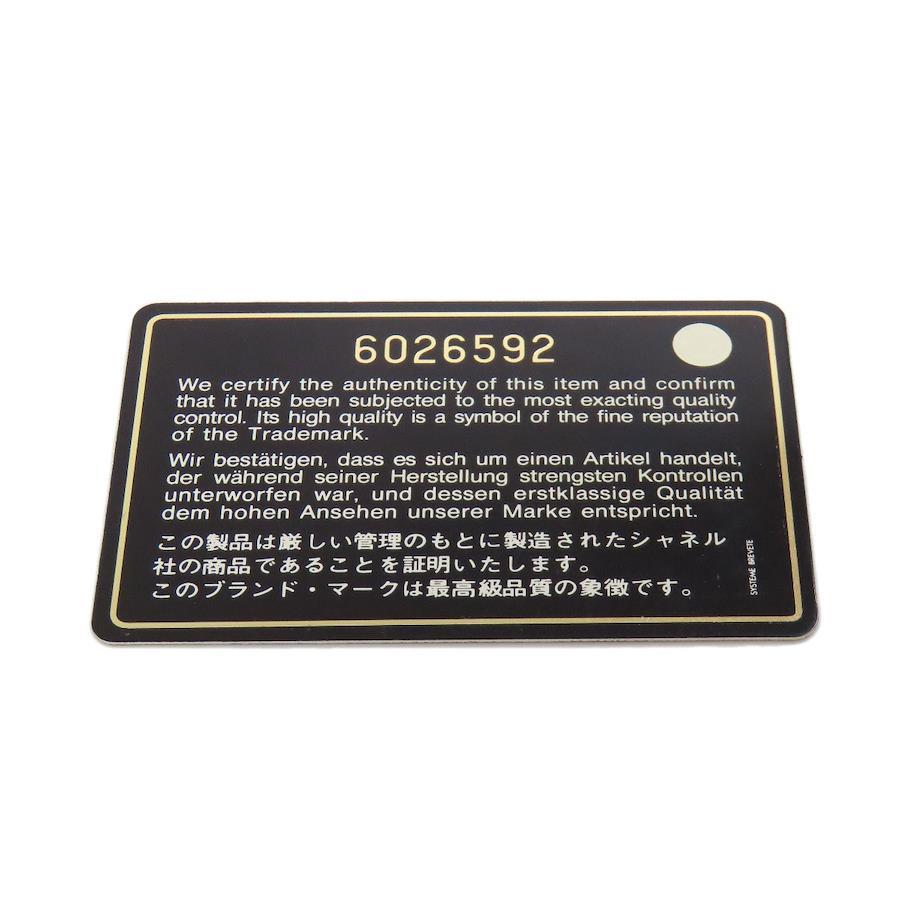 6026592
We certify the authenticity of this item and confirm
that it has been subjected to the most exacting quality
control. Its high quality is a symbol of the fine reputation
of the Trademark.
Wir bestätigen, dass es sich um einen Artikel handelt,
der während seiner Herstellung strengsten Kontrollen
unterworfen war, und dessen erstklassige Qualität
dem hohen Ansehen unserer Marke entspricht.
この製品は厳しい管理のもとに製造されたシャネル
社の商品であることを証明いたします。
このブランド・マークは最高級品質の象徴です。
SYSTEME BREVETE